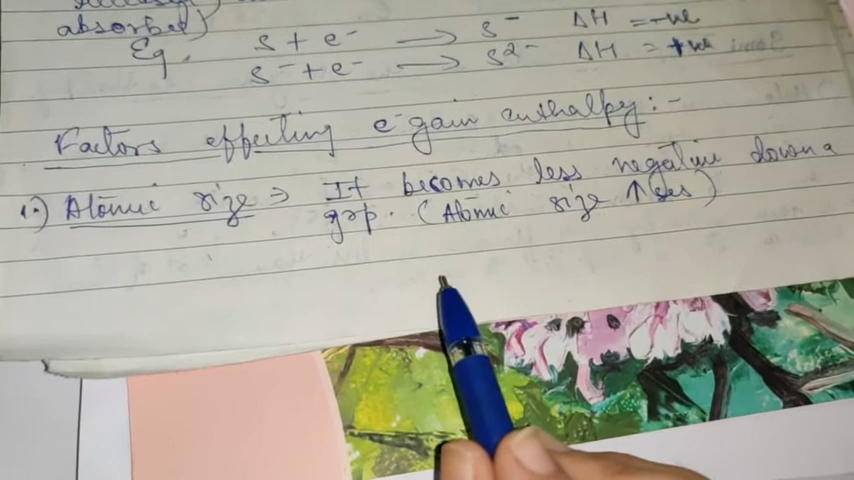 absorbed)
Eg. S + e⁻ → S⁻ ΔH = -ve
S⁻ + e⁻ → S²⁻ ΔH = +ve
Factors effecting e⁻ gain enthalpy :-
1.) Atomic size ⇒ It becomes less negative down a
grp. (Atomic size ↑ses)